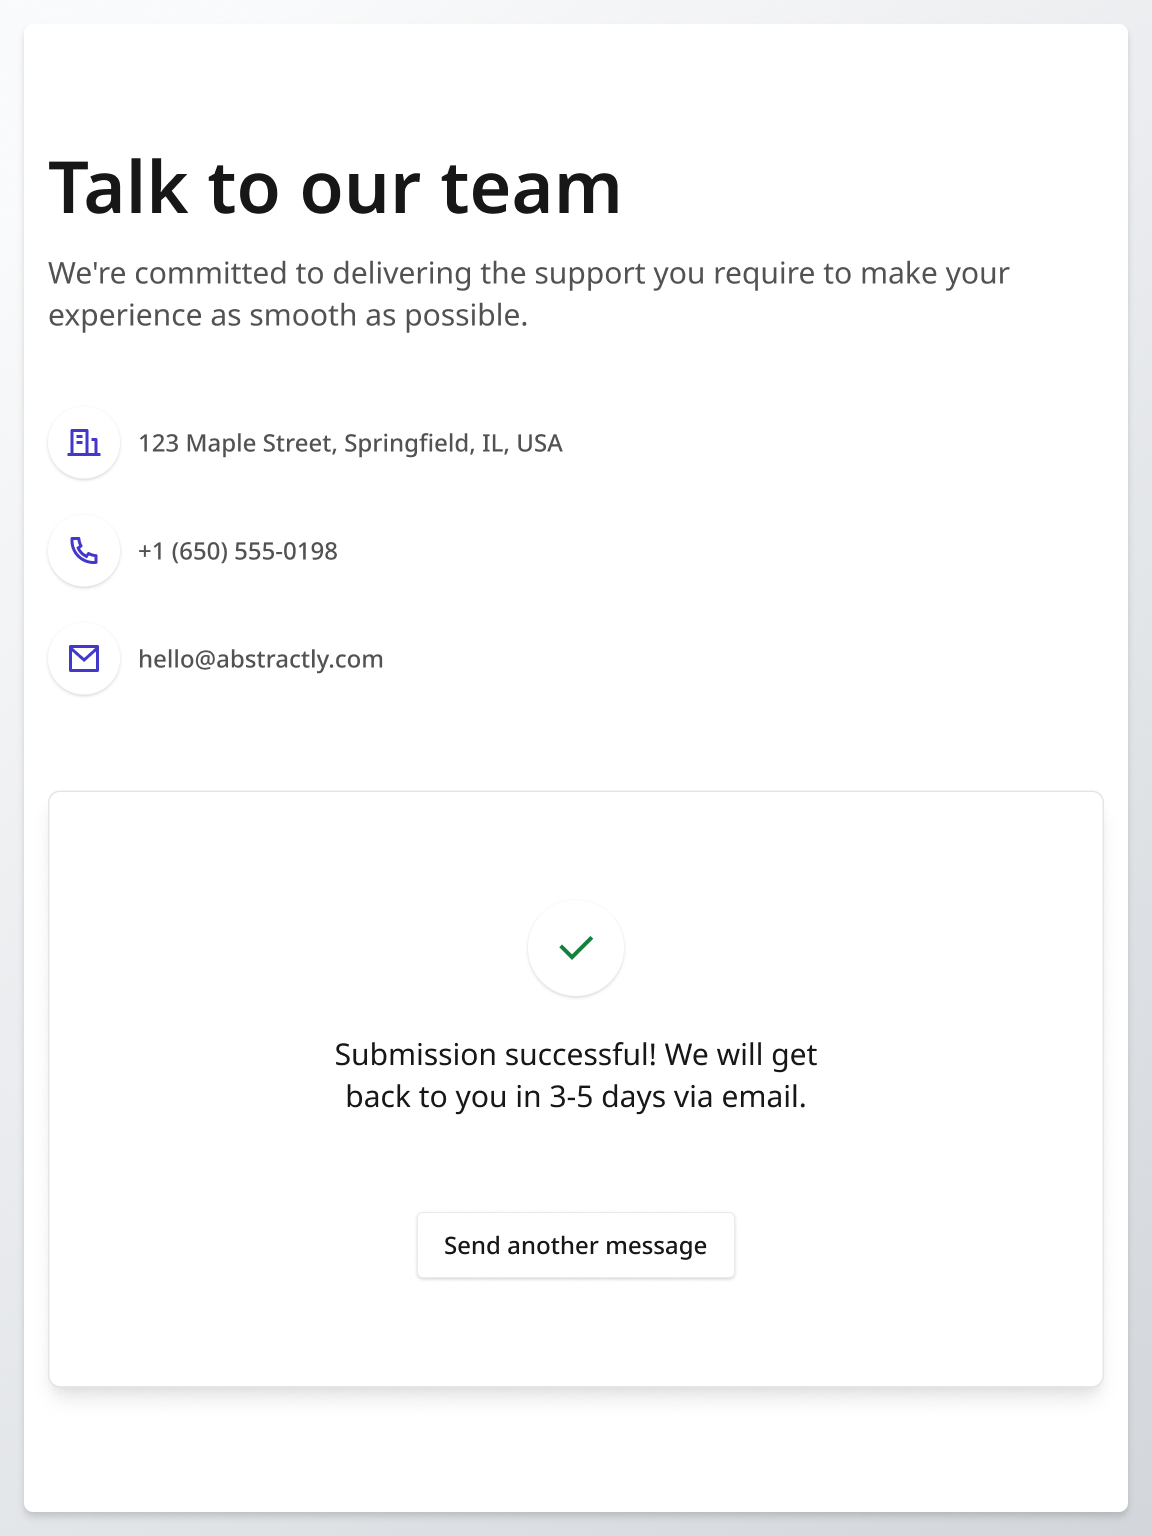 Talk to our team
We're committed to delivering the support you require to make your
experience as smooth as possible.
123 Maple Street, Springfield, IL, USA
+1 (650) 555-0198
hello@abstractly.com
Submission successful! We will get
back to you in 3-5 days via email.
Send another message